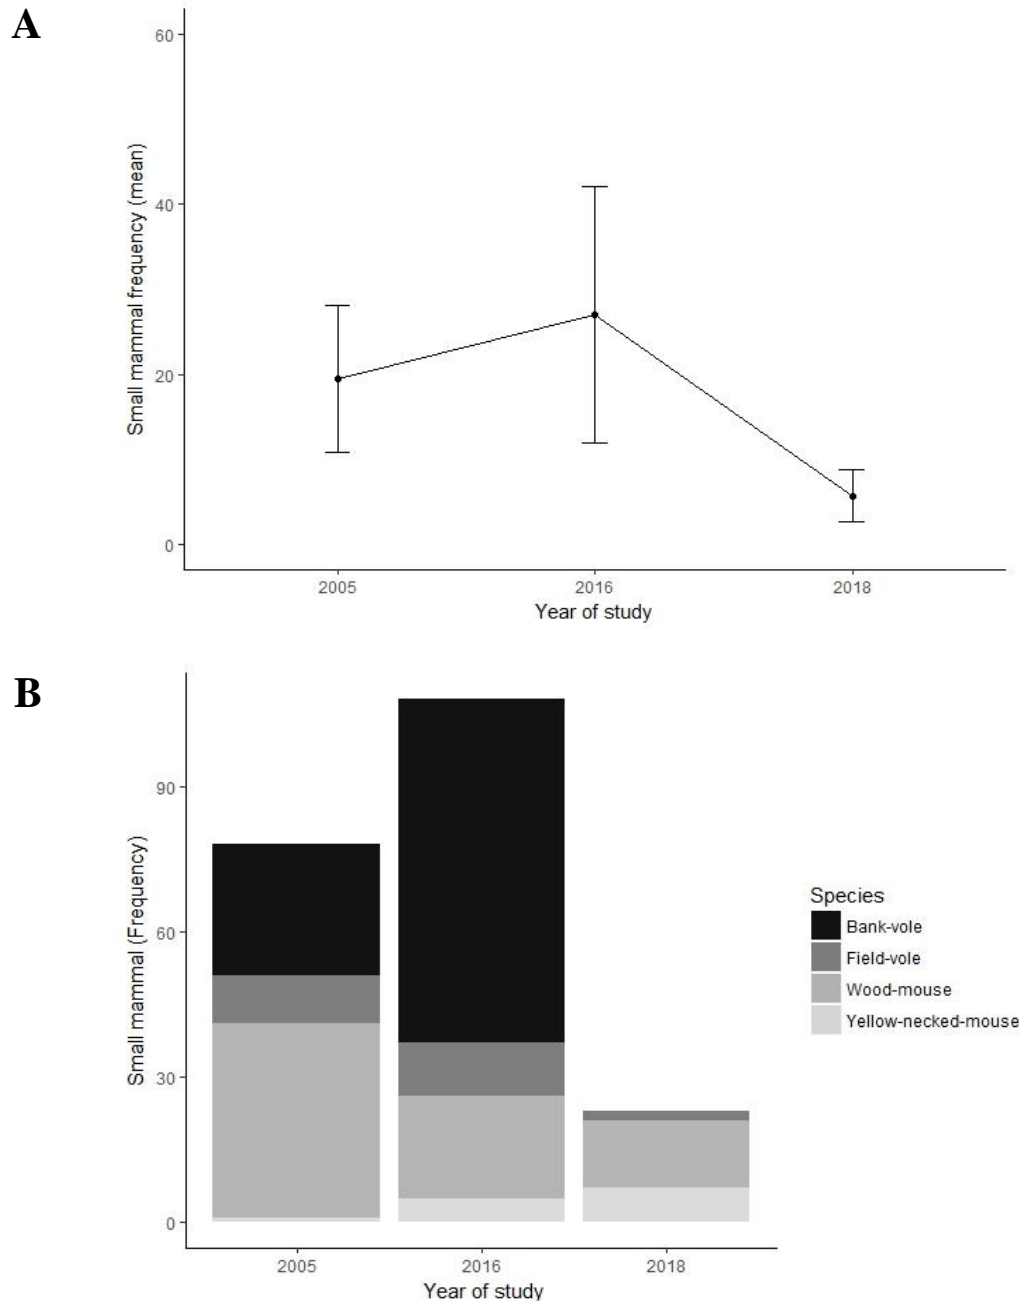 A
Small mammal frequency (mean)
60
40
20
0
2005 2016 2018
Year of study
B
Small mammal (Frequency)
90
60
30
0
2005 2016 2018
Year of study
Species
Bank-vole
Field-vole
Wood-mouse
Yellow-necked-mouse